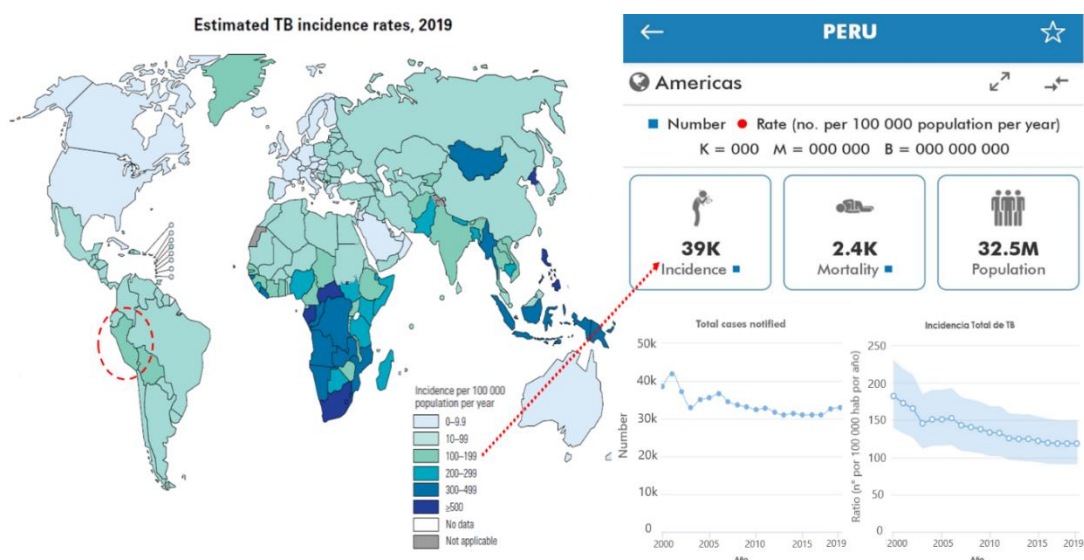 Estimated TB incidence rates, 2019
Incidence per 100 000
population per year
0–9.9
10–99
100–199
200–299
300–499
≥500
No data
Not applicable
PERU
Americas
Number Rate (no. per 100 000 population per year)
K = 000 M = 000 000 B = 000 000 000
39K
Incidence
2.4K
Mortality
32.5M
Population
Total cases notified
Number
50k
40k
30k
20k
10k
0
2000 2005 2010 2015 2019
Año
Incidencia Total de TB
Ratio (n° por 100 000 hab por año)
250
200
150
100
50
0
2000 2005 2010 2015 2019
Año